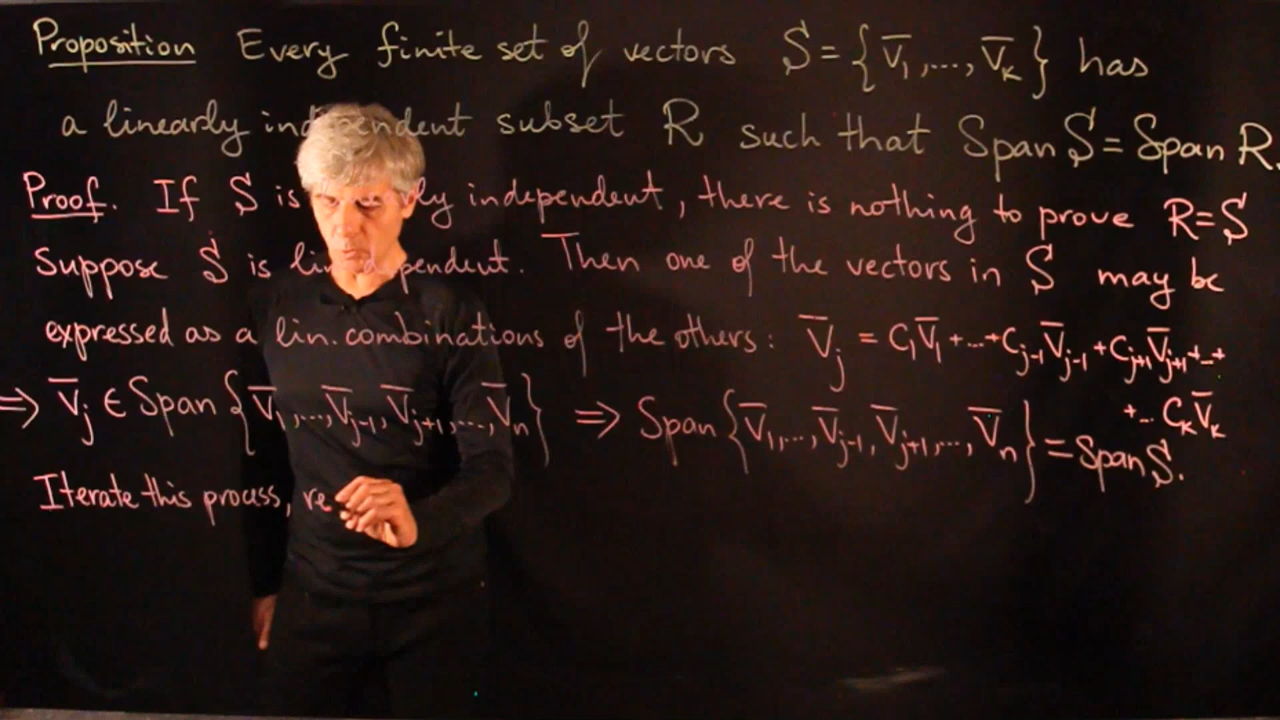 Proposition Every finite set of vectors S = {v̅₁,...,v̅ₖ} has
a linearly independent subset R such that Span S = Span R.
Proof. If S is ly independent, there is nothing to prove R=S
Suppose S is lin dependent. Then one of the vectors in S may be
expressed as a lin. combinations of the others: v̅ⱼ = C₁v̅₁+...+Cⱼ₋₁v̅ⱼ₋₁+Cⱼ₊₁v̅ⱼ₊₁+...+
+... Cₖv̅ₖ
⇒ v̅ⱼ ∈ Span {v̅₁,...,v̅ⱼ₋₁,v̅ⱼ₊₁,...,v̅ₙ} ⇒ Span {v̅₁,...,v̅ⱼ₋₁,v̅ⱼ₊₁,...,v̅ₙ} = Span S.
Iterate this process, re